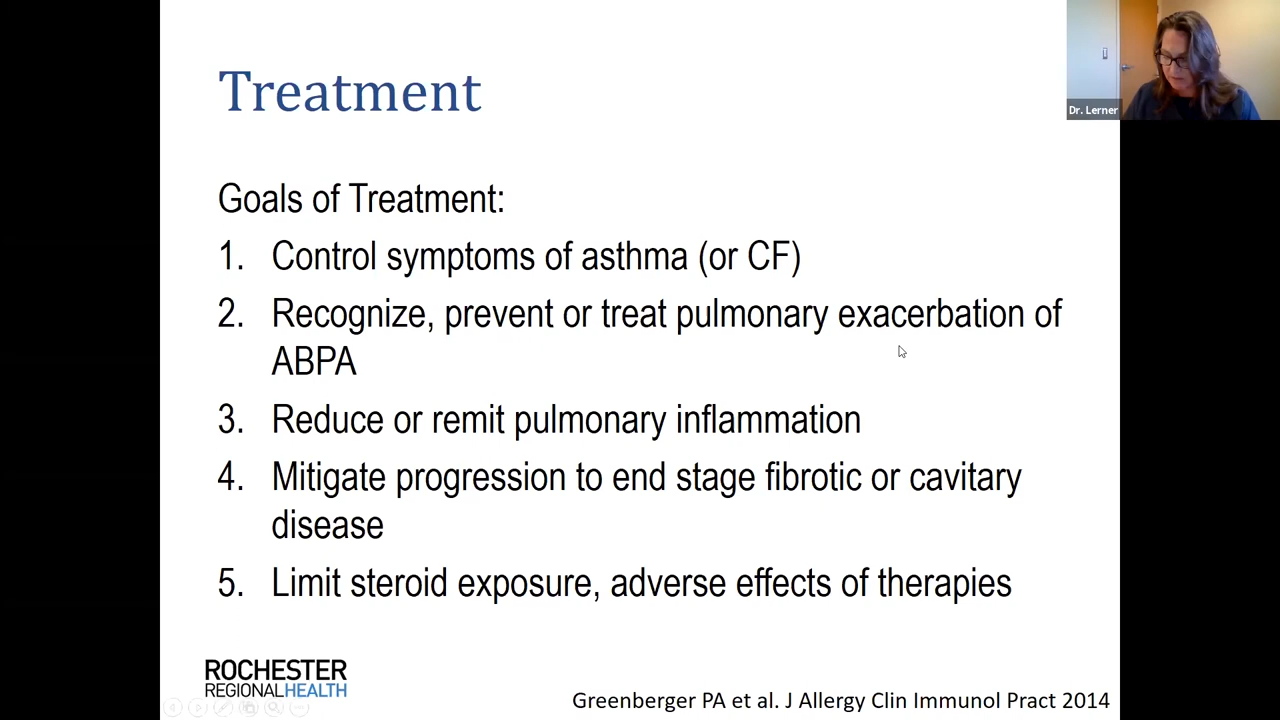 Treatment
Dr. Lerner
Goals of Treatment:
1. Control symptoms of asthma (or CF)
2. Recognize, prevent or treat pulmonary exacerbation of
ABPA
3. Reduce or remit pulmonary inflammation
4. Mitigate progression to end stage fibrotic or cavitary
disease
5. Limit steroid exposure, adverse effects of therapies
ROCHESTER
REGIONALHEALTH
Greenberger PA et al. J Allergy Clin Immunol Pract 2014